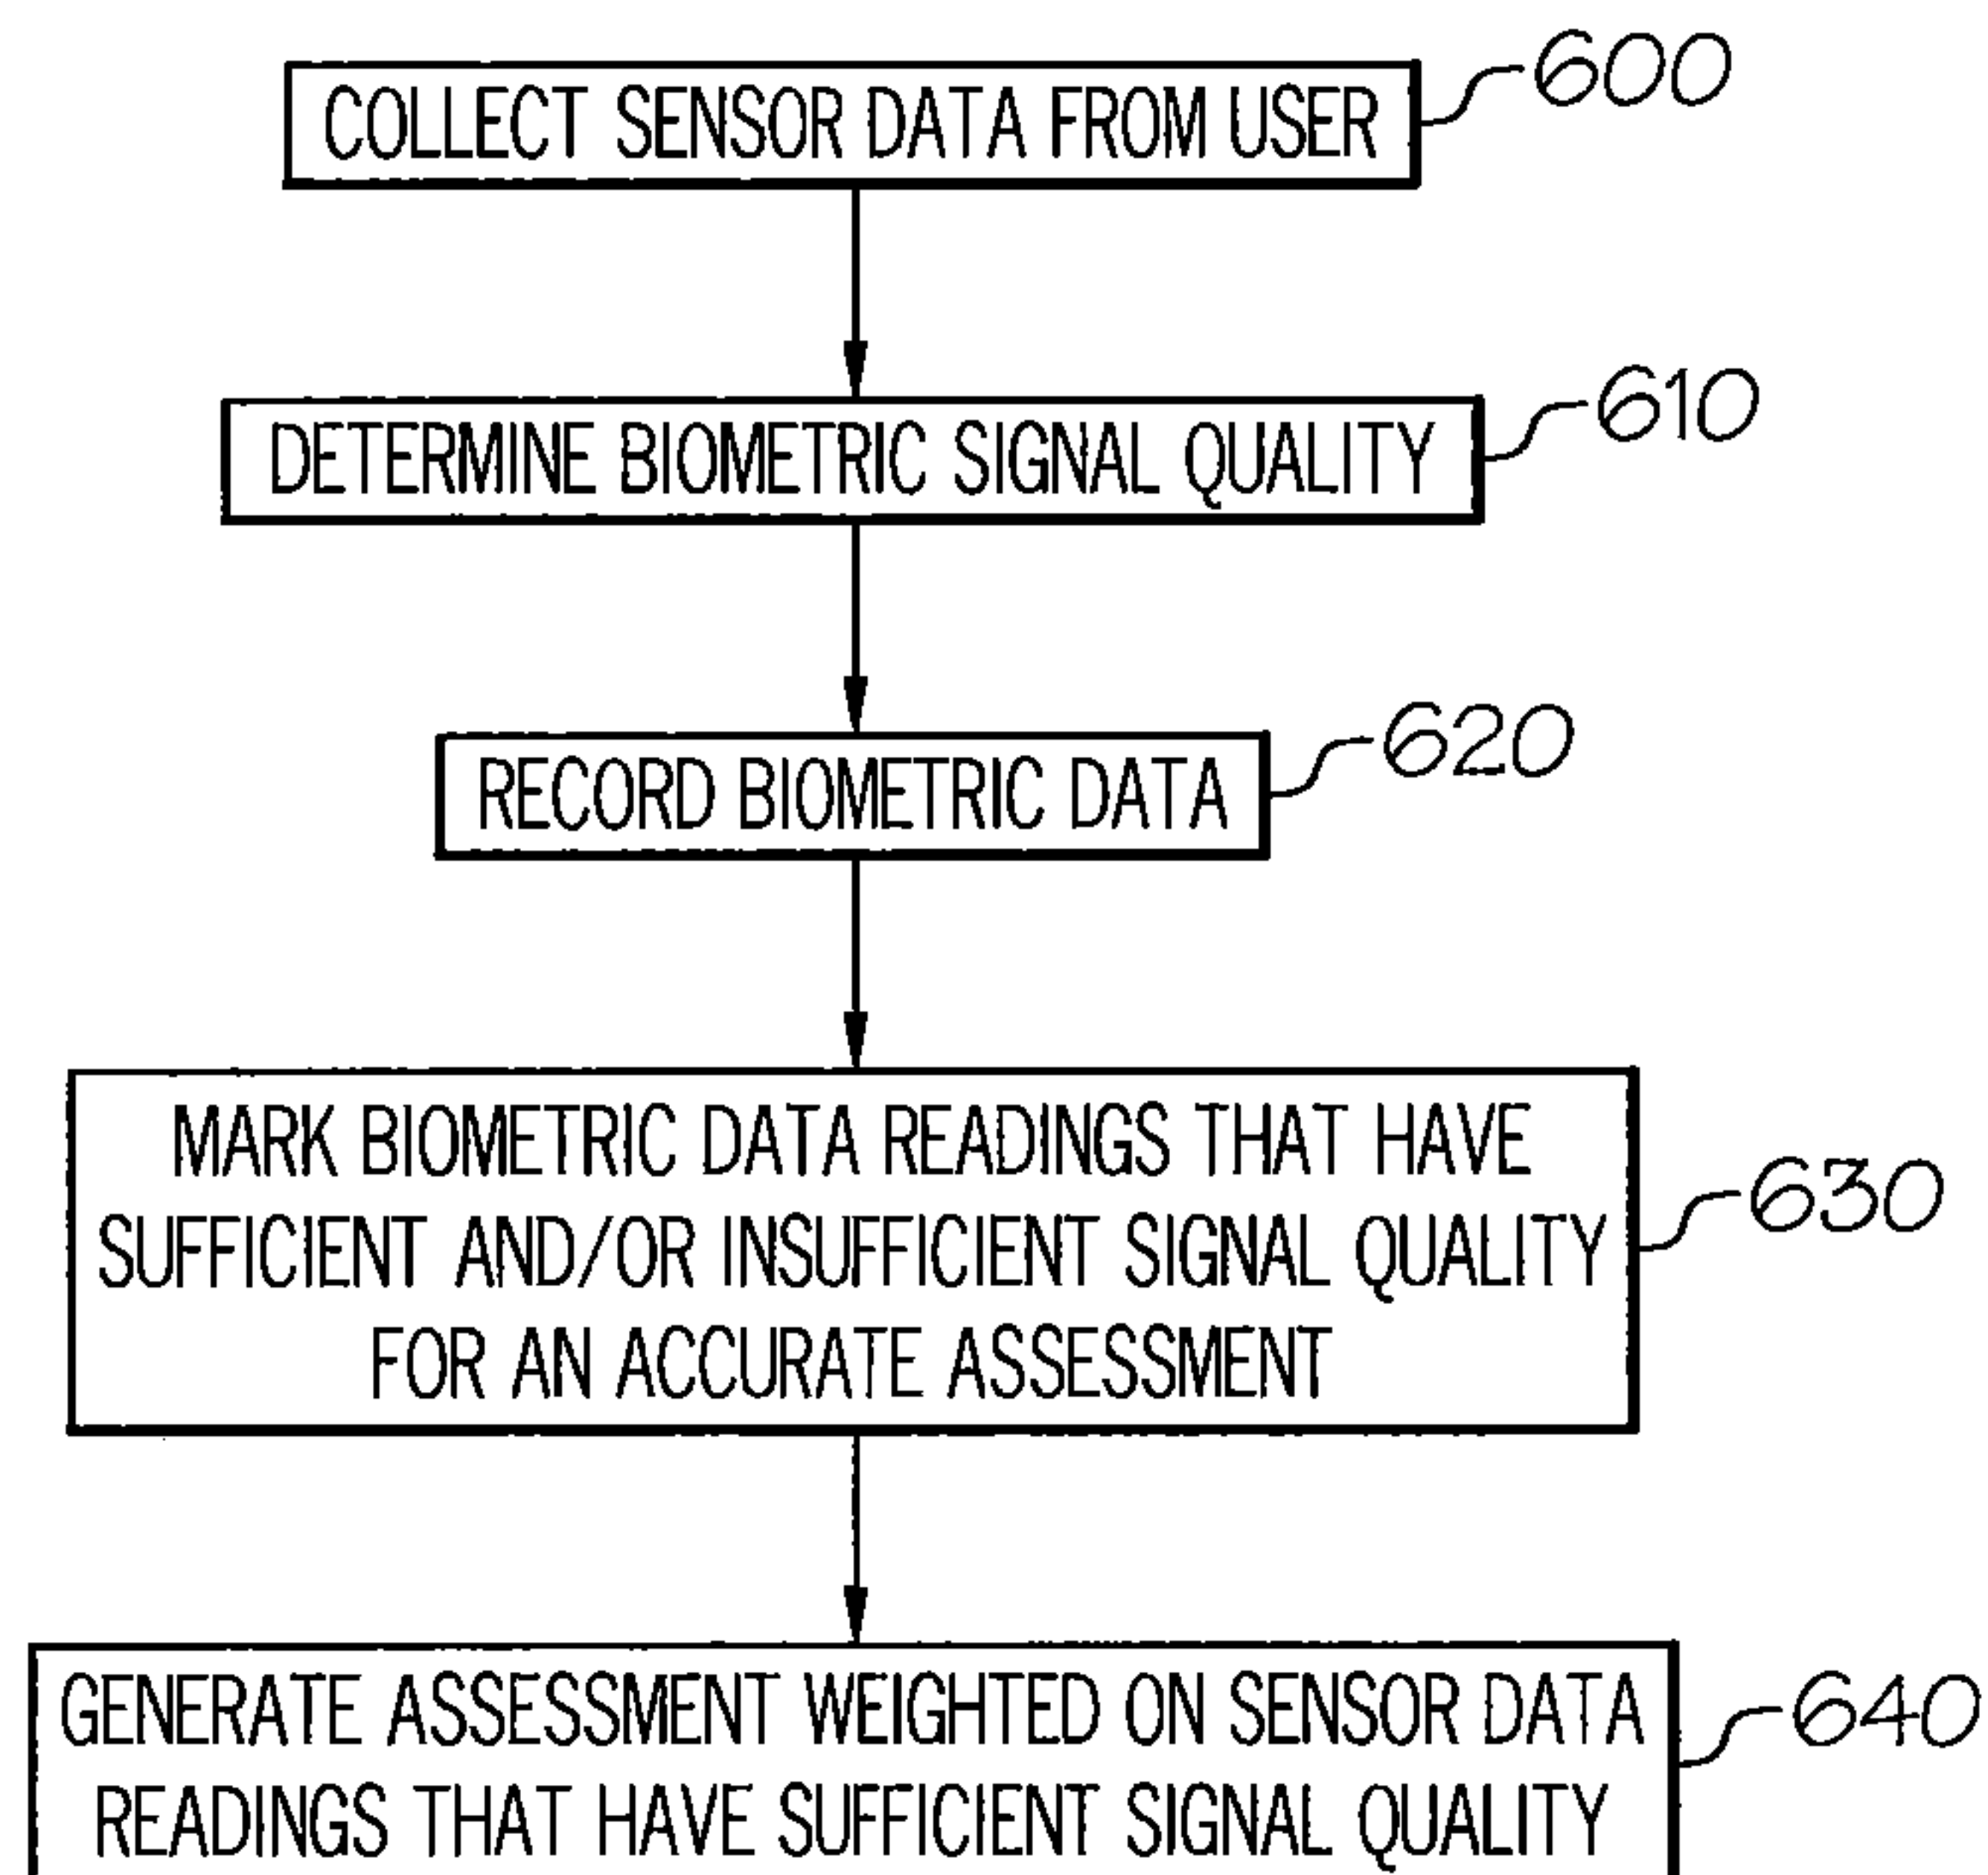 COLLECT SENSOR DATA FROM USER
600
DETERMINE BIOMETRIC SIGNAL QUALITY
610
RECORD BIOMETRIC DATA
620
MARK BIOMETRIC DATA READINGS THAT HAVE
SUFFICIENT AND/OR INSUFFICIENT SIGNAL QUALITY
FOR AN ACCURATE ASSESSMENT
630
GENERATE ASSESSMENT WEIGHTED ON SENSOR DATA
READINGS THAT HAVE SUFFICIENT SIGNAL QUALITY
640